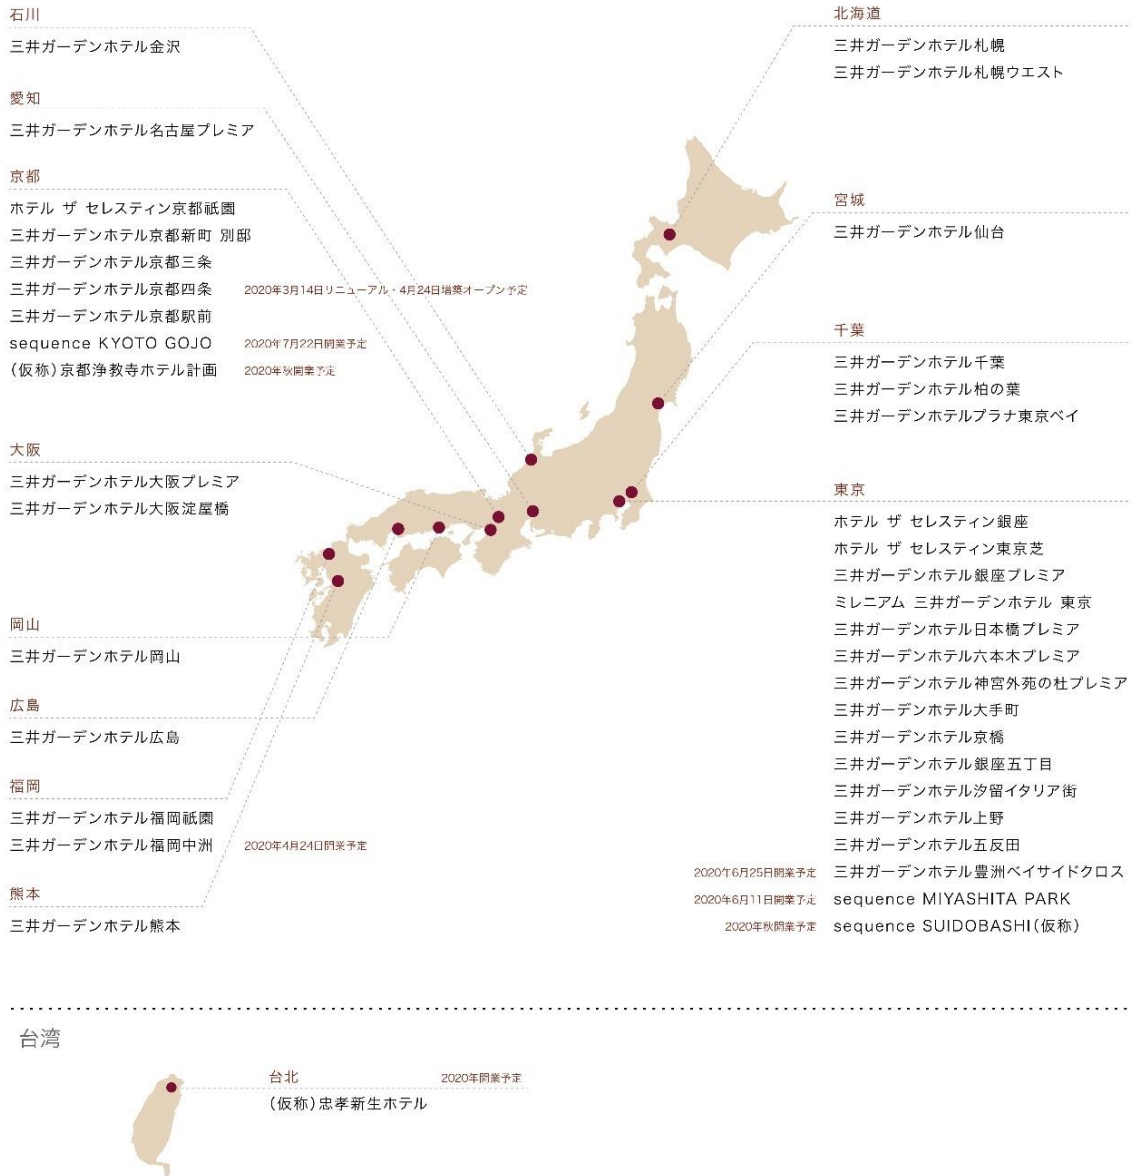 石川
三井ガーデンホテル金沢
愛知
三井ガーデンホテル名古屋プレミア
京都
ホテル ザ セレスティン京都祇園
三井ガーデンホテル京都新町 別邸
三井ガーデンホテル京都三条
三井ガーデンホテル京都四条 2020年3月14日リニューアル・4月24日増築オープン予定
三井ガーデンホテル京都駅前
sequence KYOTO GOJO 2020年7月22日開業予定
(仮称)京都浄教寺ホテル計画 2020年秋開業予定
大阪
三井ガーデンホテル大阪プレミア
三井ガーデンホテル大阪淀屋橋
岡山
三井ガーデンホテル岡山
広島
三井ガーデンホテル広島
福岡
三井ガーデンホテル福岡祇園
三井ガーデンホテル福岡中洲 2020年4月24日開業予定
熊本
三井ガーデンホテル熊本
北海道
三井ガーデンホテル札幌
三井ガーデンホテル札幌ウエスト
宮城
三井ガーデンホテル仙台
千葉
三井ガーデンホテル千葉
三井ガーデンホテル柏の葉
三井ガーデンホテルプラナ東京ベイ
東京
ホテル ザ セレスティン銀座
ホテル ザ セレスティン東京芝
三井ガーデンホテル銀座プレミア
ミレニアム 三井ガーデンホテル 東京
三井ガーデンホテル日本橋プレミア
三井ガーデンホテル六本木プレミア
三井ガーデンホテル神宮外苑の杜プレミア
三井ガーデンホテル大手町
三井ガーデンホテル京橋
三井ガーデンホテル銀座五丁目
三井ガーデンホテル汐留イタリア街
三井ガーデンホテル上野
三井ガーデンホテル五反田
2020年6月25日開業予定 三井ガーデンホテル豊洲ベイサイドクロス
2020年6月11日開業予定 sequence MIYASHITA PARK
2020年秋開業予定 sequence SUIDOBASHI(仮称)
台湾
台北 2020年開業予定
(仮称)忠孝新生ホテル